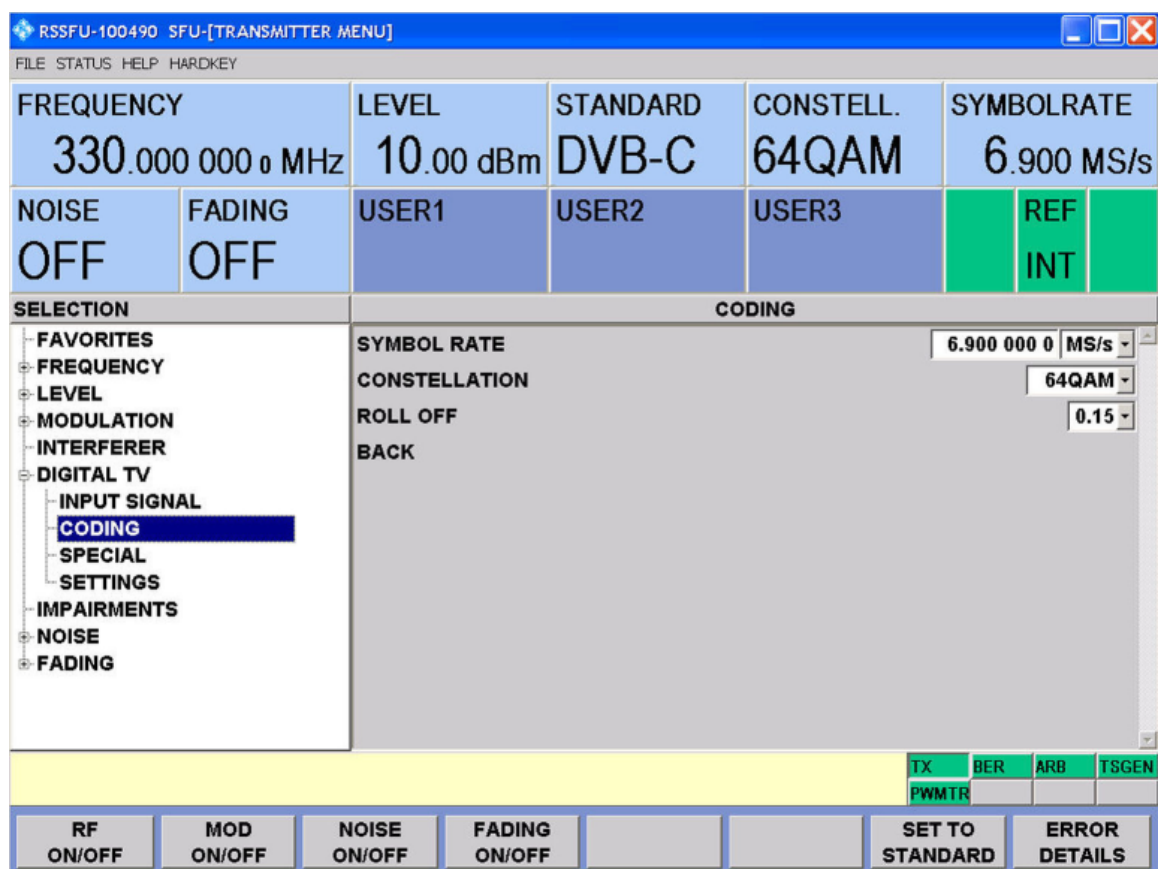 RSSFU-100490 SFU-[TRANSMITTER MENU]
FILE STATUS HELP HARDKEY
FREQUENCY LEVEL STANDARD CONSTELL. SYMBOLRATE
330.000 000 0 MHz 10.00 dBm DVB-C 64QAM 6.900 MS/s
NOISE FADING USER1 USER2 USER3 REF
OFF OFF INT
SELECTION CODING
FAVORITES
FREQUENCY
LEVEL
MODULATION
INTERFERER
DIGITAL TV
INPUT SIGNAL
CODING
SPECIAL
SETTINGS
IMPAIRMENTS
NOISE
FADING
SYMBOL RATE 6.900 000 0 MS/s
CONSTELLATION 64QAM
ROLL OFF 0.15
BACK
TX BER ARB TSGEN
PWMTR
RF MOD NOISE FADING SET TO ERROR
ON/OFF ON/OFF ON/OFF ON/OFF STANDARD DETAILS